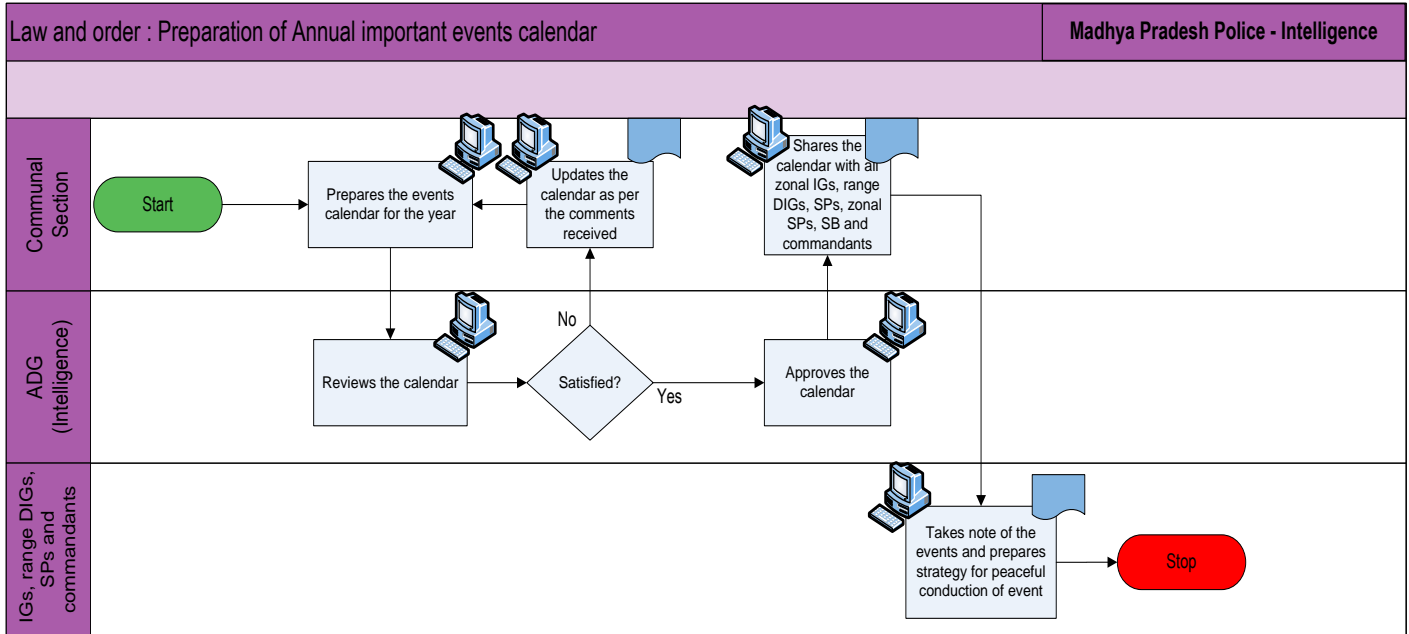 Law and order : Preparation of Annual important events calendar
Madhya Pradesh Police - Intelligence
Communal
Section
Start
Prepares the events
calendar for the year
Updates the
calendar as per
the comments
received
Shares the
calendar with all
zonal IGs, range
DIGs, SPs, zonal
SPs, SB and
commandants
ADG
(Intelligence)
Reviews the calendar
No
Satisfied?
Yes
Approves the
calendar
IGs, range DIGs,
SPs and
commandants
Takes note of the
events and prepares
strategy for peaceful
conduction of event
Stop